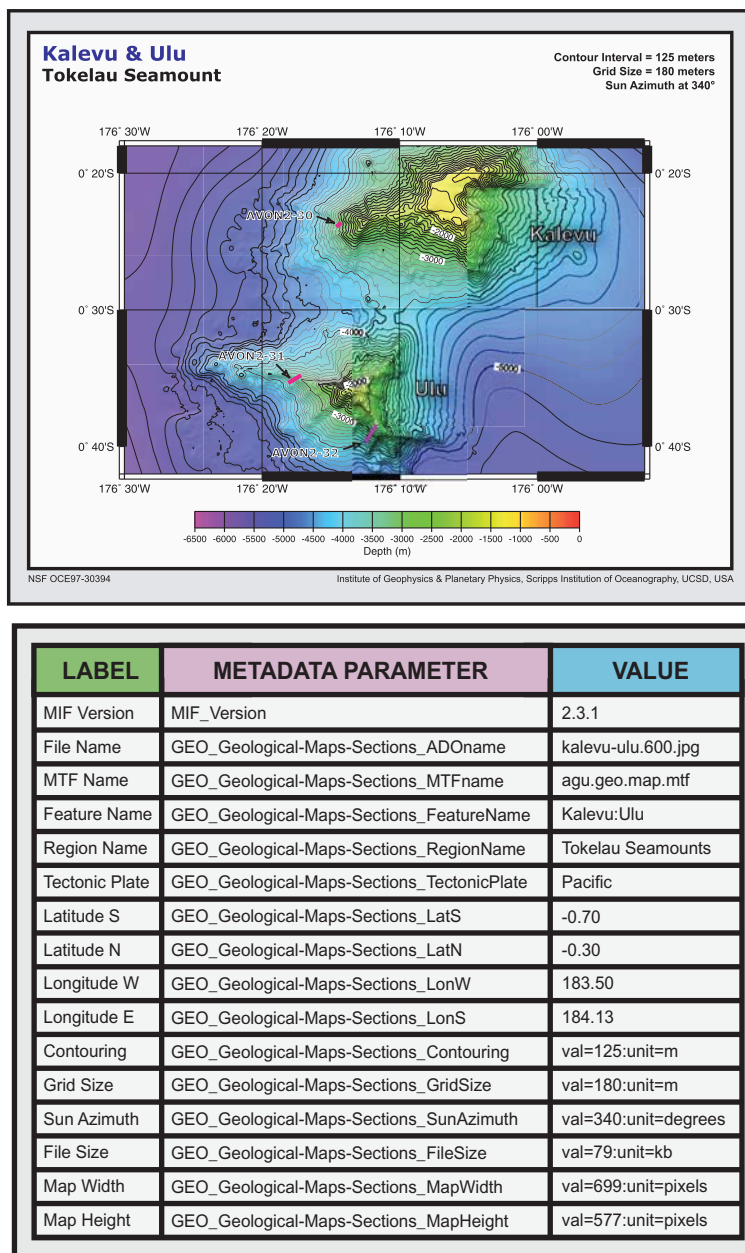 Kalevu & Ulu
Tokelau Seamount
Contour Interval = 125 meters
Grid Size = 180 meters
Sun Azimuth at 340°
176° 30'W 176° 20'W 176° 10'W 176° 00'W
0° 20'S 0° 20'S
AVON2-30
-2000
Kalevu
-3000
0° 30'S 0° 30'S
-4000
AVON2-31
-5000
-2000
Ulu
-3000
0° 40'S 0° 40'S
AVON2-32
176° 30'W 176° 20'W 176° 10'W 176° 00'W
-6500 -6000 -5500 -5000 -4500 -4000 -3500 -3000 -2500 -2000 -1500 -1000 -500 0
Depth (m)
NSF OCE97-30394 Institute of Geophysics & Planetary Physics, Scripps Institution of Oceanography, UCSD, USA
LABEL METADATA PARAMETER VALUE
MIF Version MIF_Version 2.3.1
File Name GEO_Geological-Maps-Sections_ADOname kalevu-ulu.600.jpg
MTF Name GEO_Geological-Maps-Sections_MTFname agu.geo.map.mtf
Feature Name GEO_Geological-Maps-Sections_FeatureName Kalevu:Ulu
Region Name GEO_Geological-Maps-Sections_RegionName Tokelau Seamounts
Tectonic Plate GEO_Geological-Maps-Sections_TectonicPlate Pacific
Latitude S GEO_Geological-Maps-Sections_LatS -0.70
Latitude N GEO_Geological-Maps-Sections_LatN -0.30
Longitude W GEO_Geological-Maps-Sections_LonW 183.50
Longitude E GEO_Geological-Maps-Sections_LonS 184.13
Contouring GEO_Geological-Maps-Sections_Contouring val=125:unit=m
Grid Size GEO_Geological-Maps-Sections_GridSize val=180:unit=m
Sun Azimuth GEO_Geological-Maps-Sections_SunAzimuth val=340:unit=degrees
File Size GEO_Geological-Maps-Sections_FileSize val=79:unit=kb
Map Width GEO_Geological-Maps-Sections_MapWidth val=699:unit=pixels
Map Height GEO_Geological-Maps-Sections_MapHeight val=577:unit=pixels